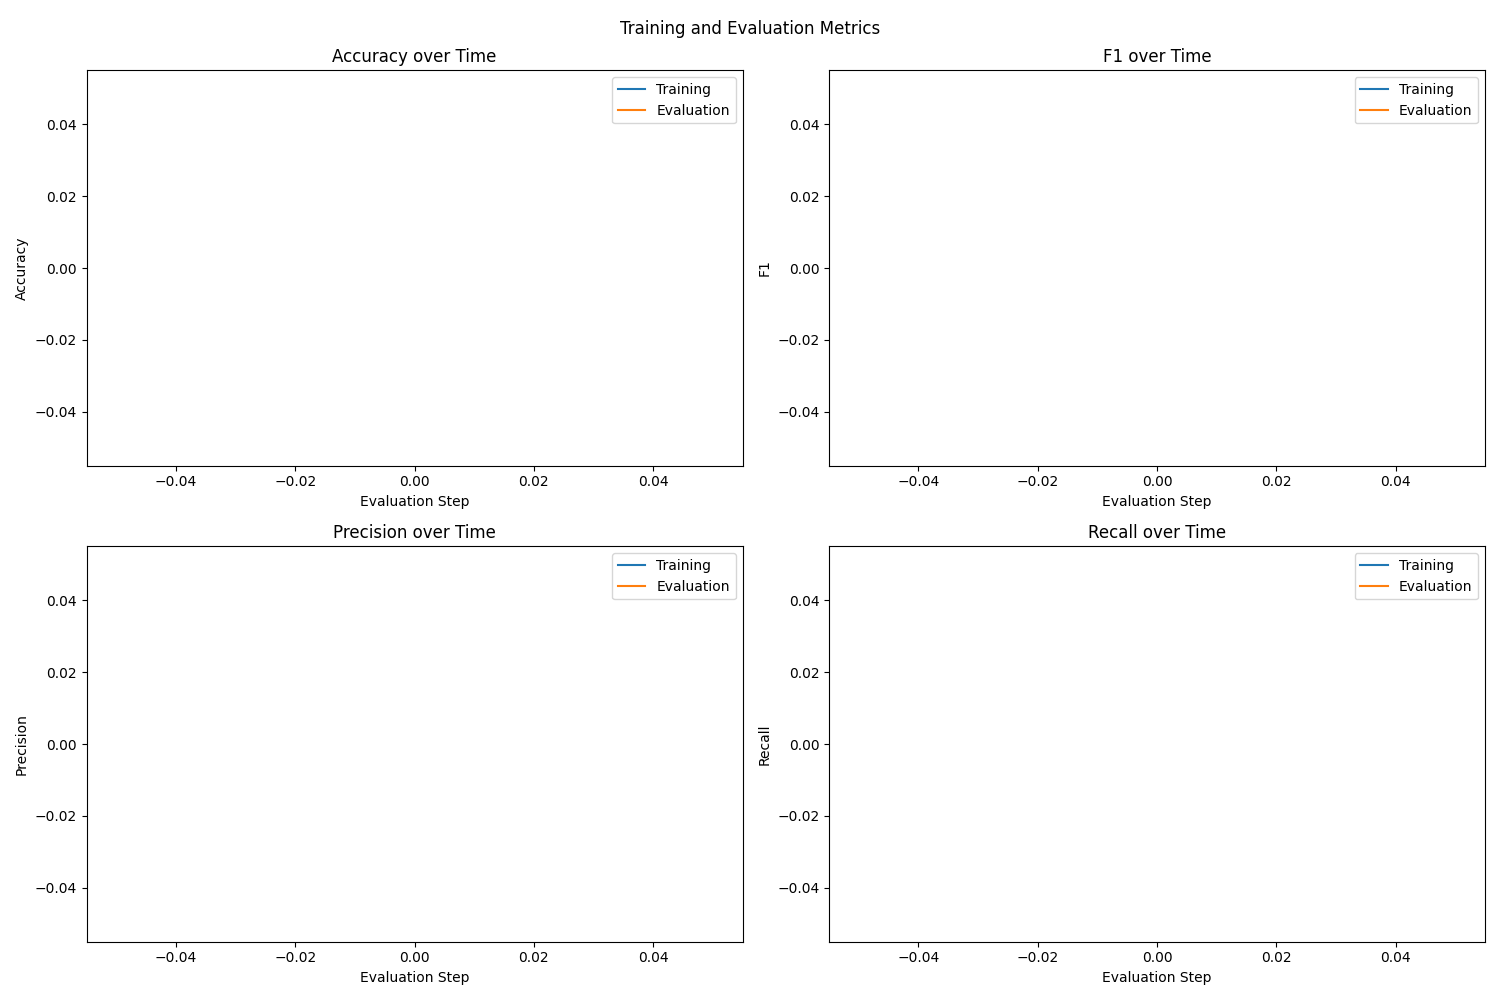 Training and Evaluation Metrics
Accuracy over Time
Training
Evaluation
0.04
0.02
0.00
−0.02
−0.04
Accuracy
−0.04 −0.02 0.00 0.02 0.04
Evaluation Step
F1 over Time
Training
Evaluation
0.04
0.02
0.00
−0.02
−0.04
F1
−0.04 −0.02 0.00 0.02 0.04
Evaluation Step
Precision over Time
Training
Evaluation
0.04
0.02
0.00
−0.02
−0.04
Precision
−0.04 −0.02 0.00 0.02 0.04
Evaluation Step
Recall over Time
Training
Evaluation
0.04
0.02
0.00
−0.02
−0.04
Recall
−0.04 −0.02 0.00 0.02 0.04
Evaluation Step